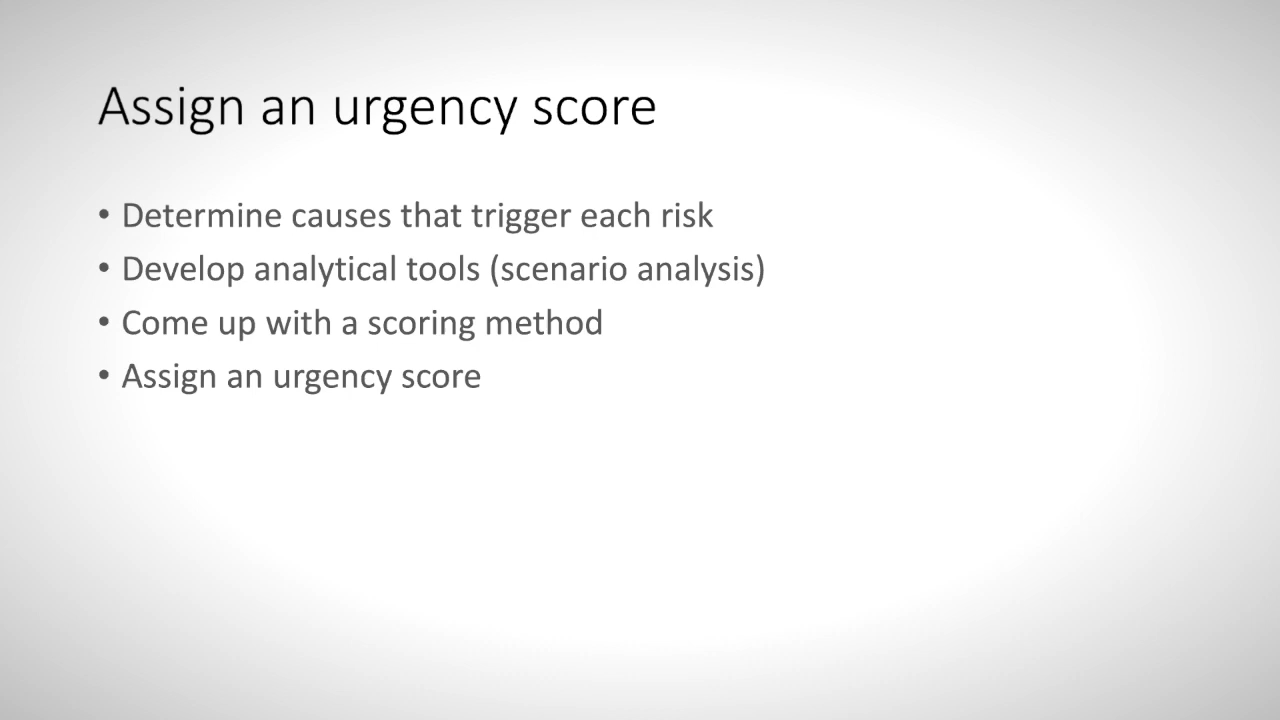 Assign an urgency score
• Determine causes that trigger each risk
• Develop analytical tools (scenario analysis)
• Come up with a scoring method
• Assign an urgency score